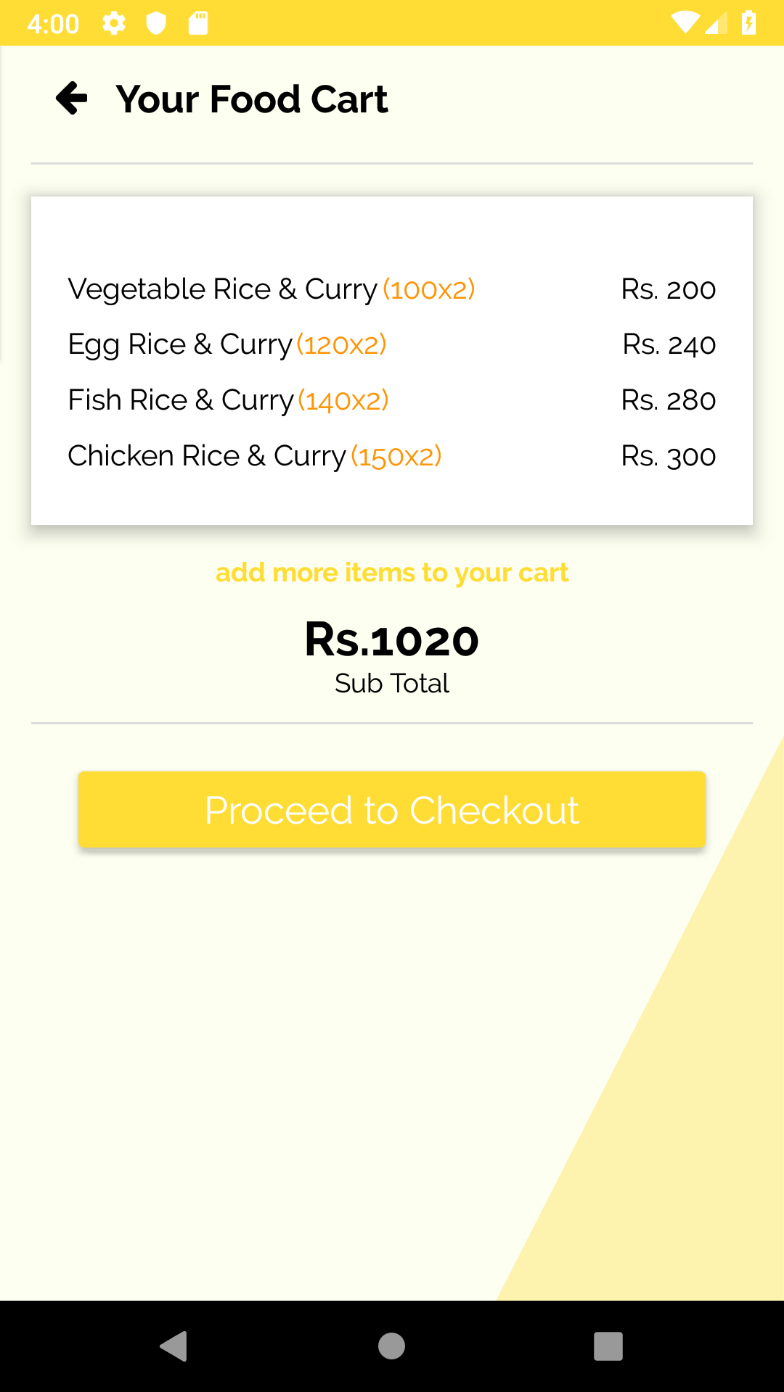 4:00
Your Food Cart
Vegetable Rice & Curry (100x2) Rs. 200
Egg Rice & Curry (120x2) Rs. 240
Fish Rice & Curry (140x2) Rs. 280
Chicken Rice & Curry (150x2) Rs. 300
add more items to your cart
Rs.1020
Sub Total
Proceed to Checkout